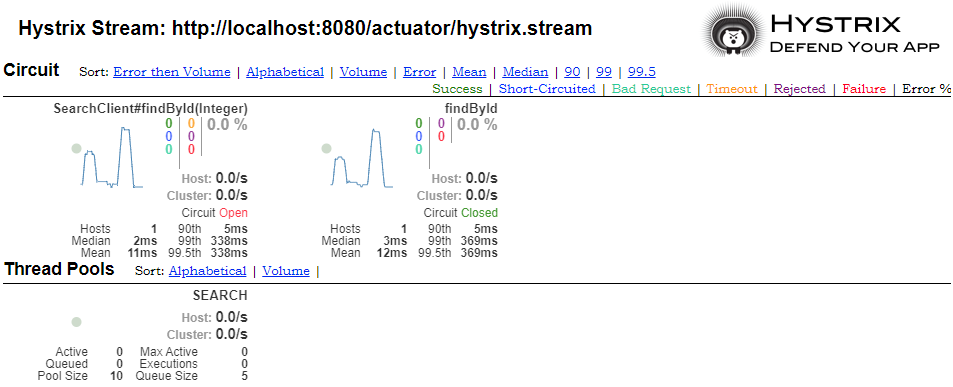 Hystrix Stream: http://localhost:8080/actuator/hystrix.stream
HYSTRIX
DEFEND YOUR APP
Circuit Sort: Error then Volume | Alphabetical | Volume | Error | Mean | Median | 90 | 99 | 99.5
Success | Short-Circuited | Bad Request | Timeout | Rejected | Failure | Error %
SearchClient#findById(Integer) findById
0 0 0.0 % 0 0 0.0 %
0 0 0 0
0 0 0
Host: 0.0/s Host: 0.0/s
Cluster: 0.0/s Cluster: 0.0/s
Circuit Open Circuit Closed
Hosts 1 90th 5ms Hosts 1 90th 5ms
Median 2ms 99th 338ms Median 3ms 99th 369ms
Mean 11ms 99.5th 338ms Mean 12ms 99.5th 369ms
Thread Pools Sort: Alphabetical | Volume |
SEARCH
Host: 0.0/s
Cluster: 0.0/s
Active 0 Max Active 0
Queued 0 Executions 0
Pool Size 10 Queue Size 5